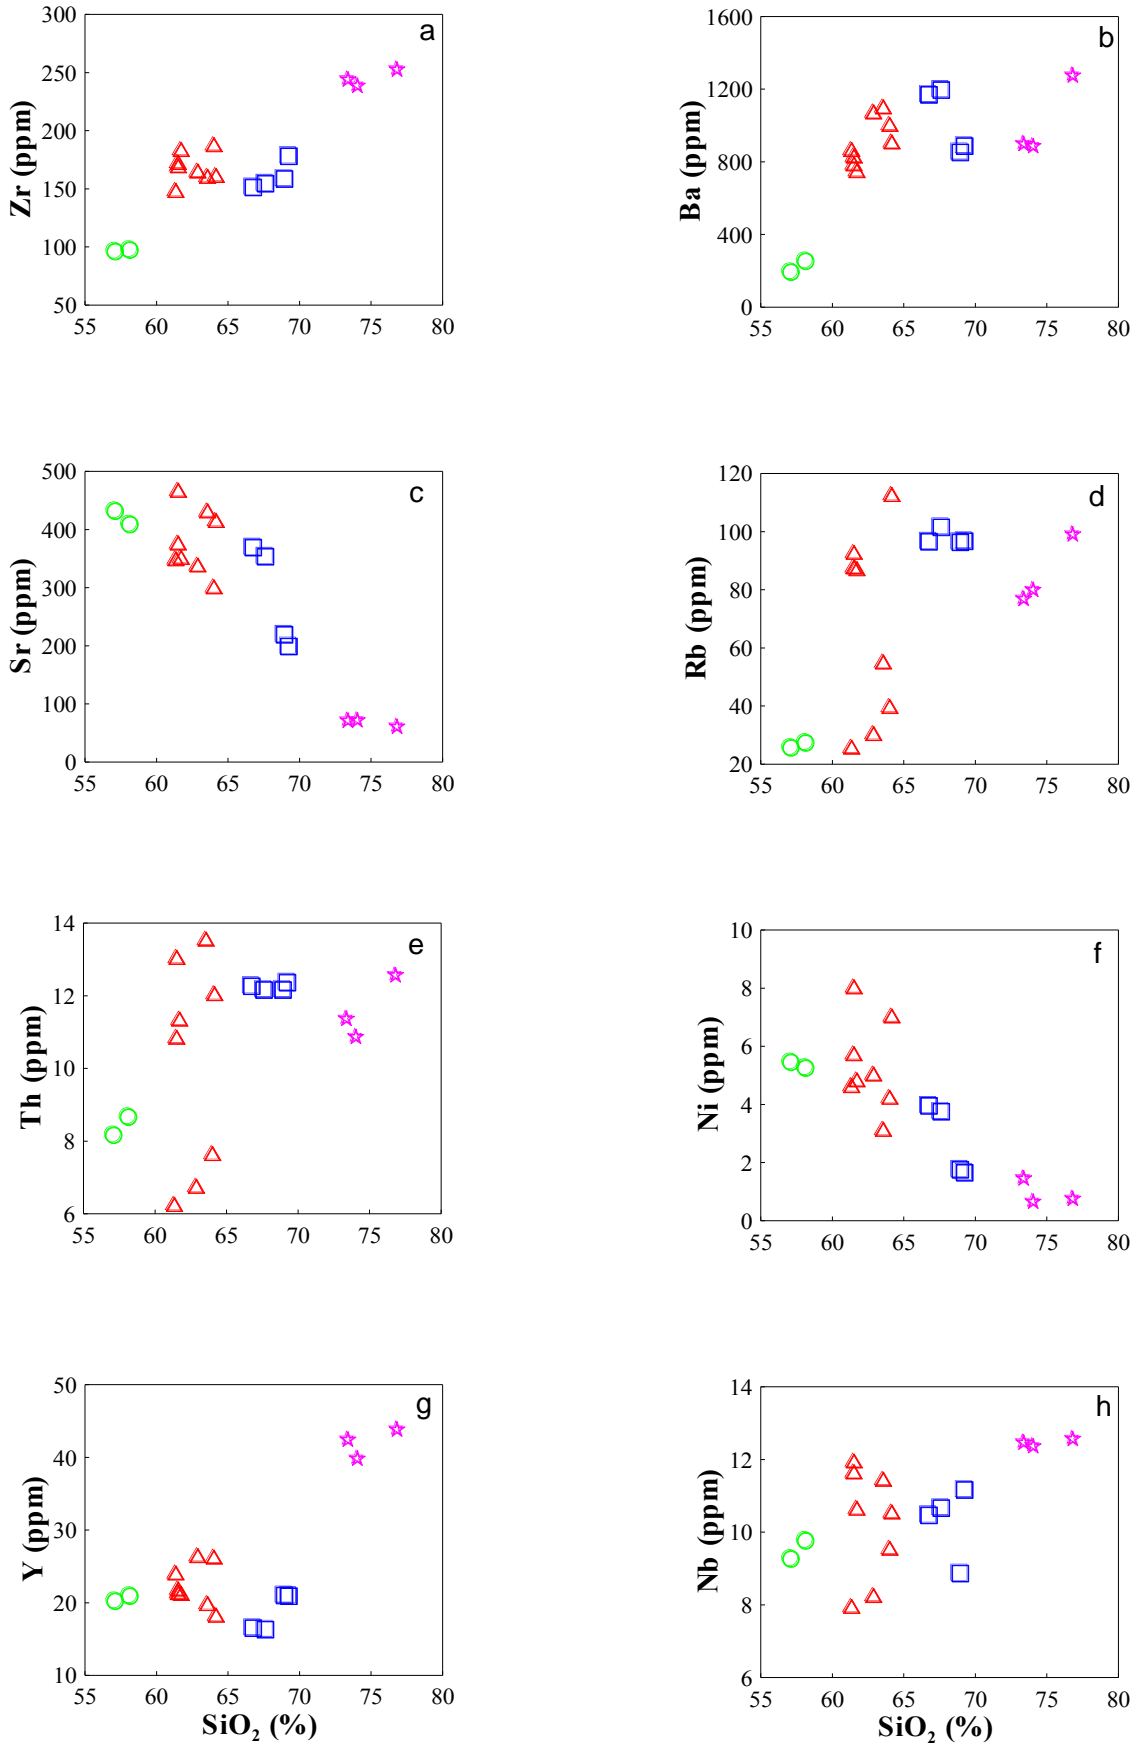 300
250
200
150
100
50
Zr (ppm)
a
55 60 65 70 75 80
1600
1200
800
400
0
Ba (ppm)
b
55 60 65 70 75 80
500
400
300
200
100
0
Sr (ppm)
c
55 60 65 70 75 80
120
100
80
60
40
20
Rb (ppm)
d
55 60 65 70 75 80
14
12
10
8
6
Th (ppm)
e
55 60 65 70 75 80
10
8
6
4
2
0
Ni (ppm)
f
55 60 65 70 75 80
50
40
30
20
10
Y (ppm)
g
55 60 65 70 75 80
SiO₂ (%)
14
12
10
8
6
Nb (ppm)
h
55 60 65 70 75 80
SiO₂ (%)